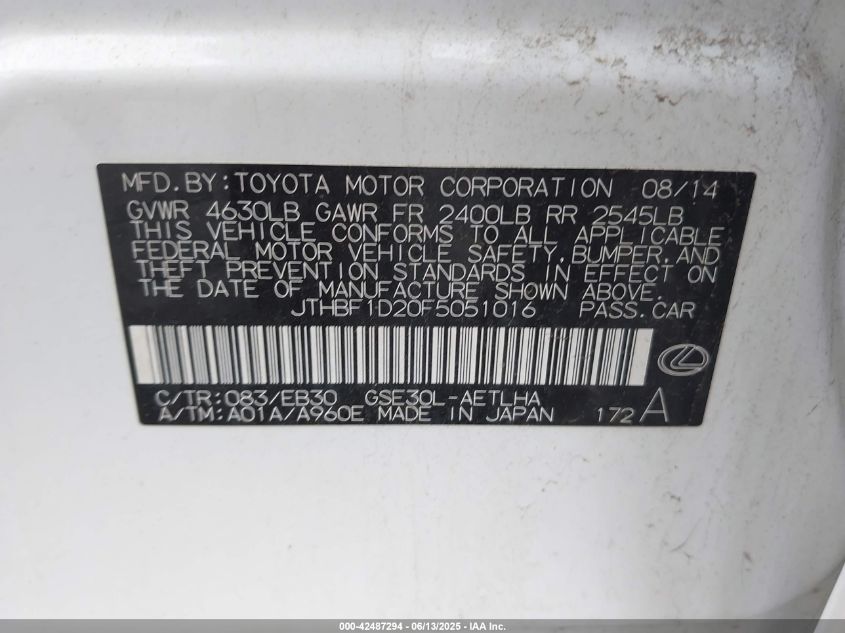 MFD.BY:TOYOTA MOTOR CORPORATION 08/14
GVWR 4630LB GAWR FR 2400LB RR 2545LB
THIS VEHICLE CONFORMS TO ALL APPLICABLE
FEDERAL MOTOR VEHICLE SAFETY,BUMPER,AND
THEFT PREVENTION STANDARDS IN EFFECT ON
THE DATE OF MANUFACTURE SHOWN ABOVE.
JTHBF1D20F5051016 PASS.CAR
C/TR:083/EB30 GSE30L-AETLHA
A/TM:A01A/A960E MADE IN JAPAN 172 A
000-42487294 - 06/13/2025 - IAA Inc.